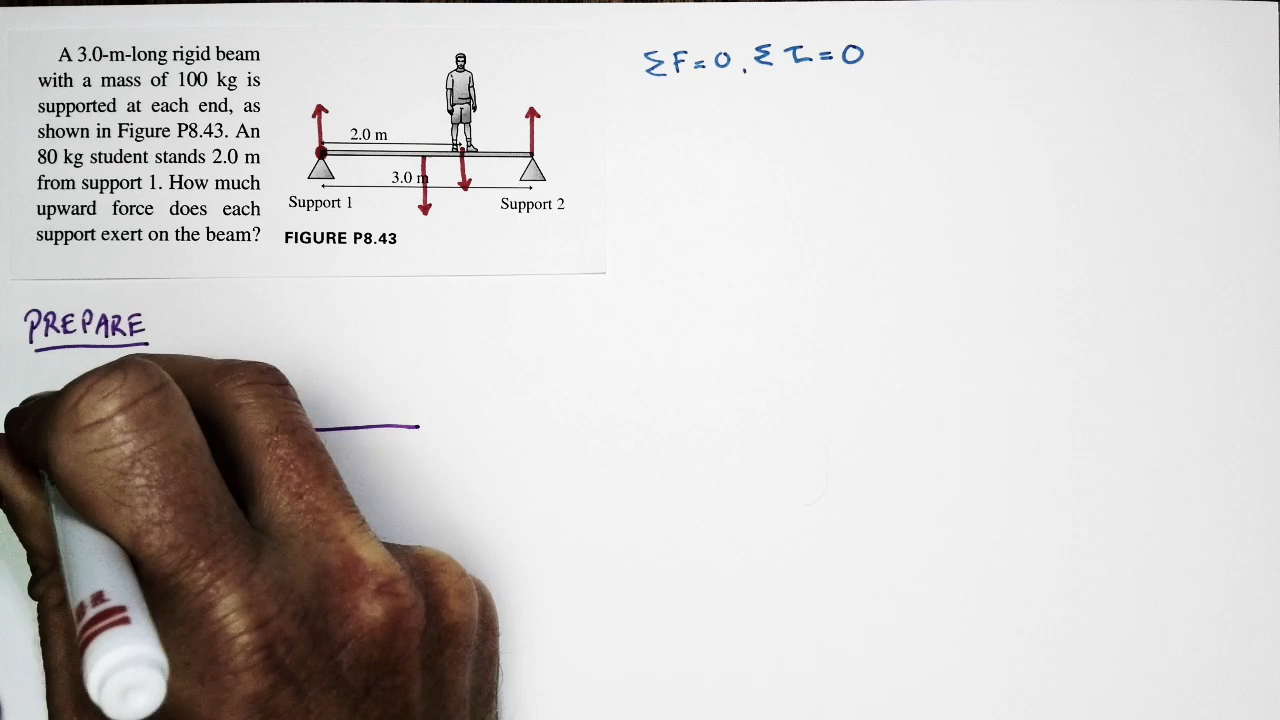 A 3.0-m-long rigid beam
with a mass of 100 kg is
supported at each end, as
shown in Figure P8.43. An
80 kg student stands 2.0 m
from support 1. How much
upward force does each
support exert on the beam?
2.0 m
3.0 m
Support 1
Support 2
FIGURE P8.43
ΣF=0, Στ=0
PREPARE